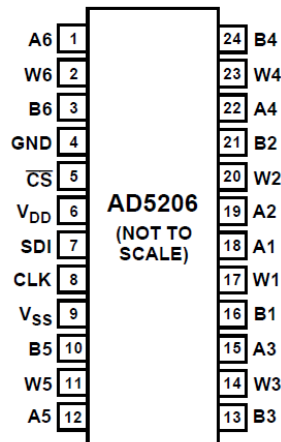 A6 1 24 B4
W6 2 23 W4
B6 3 22 A4
GND 4 21 B2
C̅S̅ 5 20 W2
VDD 6 19 A2
SDI 7 18 A1
CLK 8 17 W1
VSS 9 16 B1
B5 10 15 A3
W5 11 14 W3
A5 12 13 B3
AD5206
(NOT TO
SCALE)